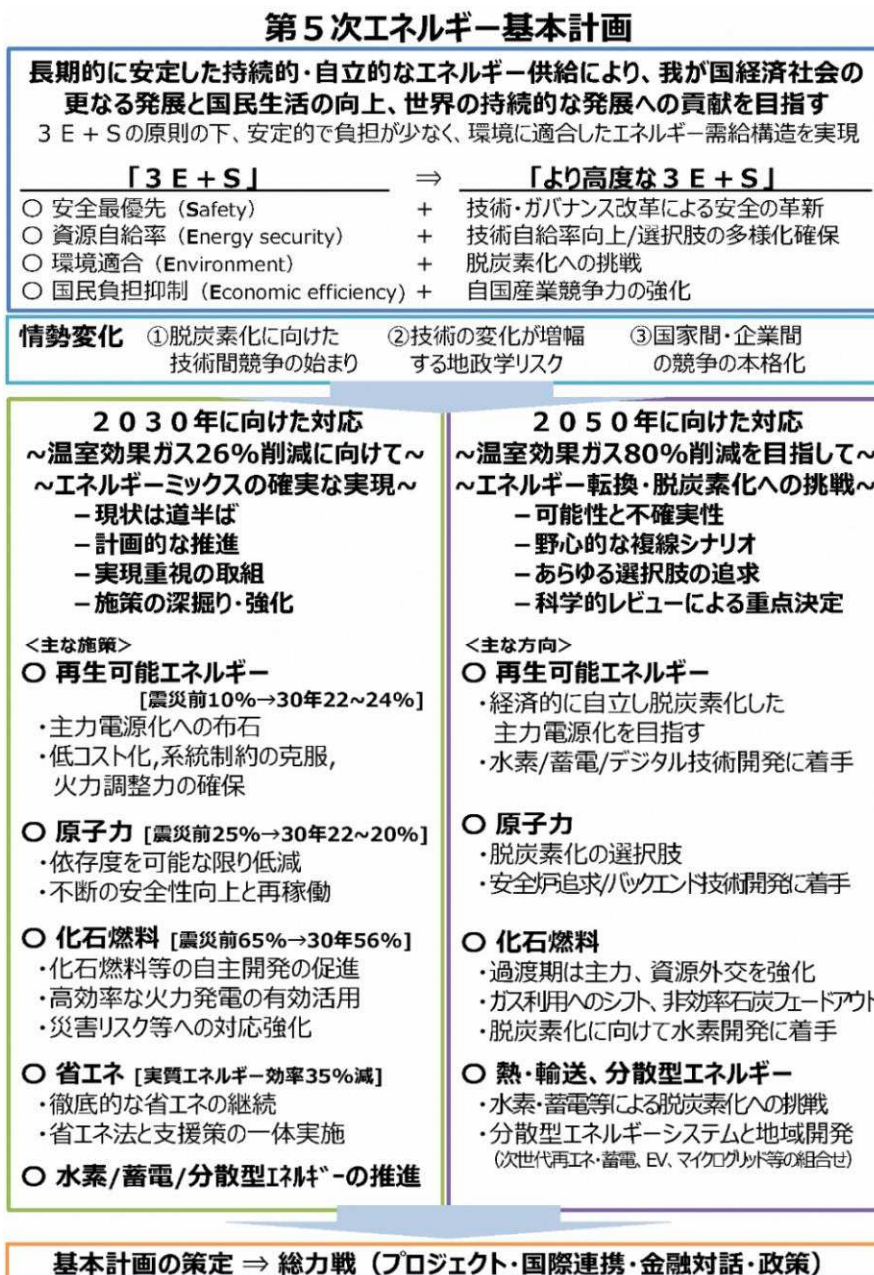 第５次エネルギー基本計画
長期的に安定した持続的・自立的なエネルギー供給により、我が国経済社会の
更なる発展と国民生活の向上、世界の持続的な発展への貢献を目指す
３Ｅ＋Ｓの原則の下、安定的で負担が少なく、環境に適合したエネルギー需給構造を実現
「３Ｅ＋Ｓ」 ⇒ 「より高度な３Ｅ＋Ｓ」
○ 安全最優先（Safety） ＋ 技術・ガバナンス改革による安全の革新
○ 資源自給率（Energy security） ＋ 技術自給率向上/選択肢の多様化確保
○ 環境適合（Environment） ＋ 脱炭素化への挑戦
○ 国民負担抑制（Economic efficiency）＋ 自国産業競争力の強化
情勢変化 ①脱炭素化に向けた ②技術の変化が増幅 ③国家間・企業間
技術間競争の始まり する地政学リスク の競争の本格化
２０３０年に向けた対応
~温室効果ガス26%削減に向けて~
~エネルギーミックスの確実な実現~
－現状は道半ば
－計画的な推進
－実現重視の取組
－施策の深掘り・強化
<主な施策>
○ 再生可能エネルギー
[震災前10%→30年22~24%]
・主力電源化への布石
・低コスト化,系統制約の克服,
火力調整力の確保
○ 原子力 [震災前25%→30年22~20%]
・依存度を可能な限り低減
・不断の安全性向上と再稼働
○ 化石燃料 [震災前65%→30年56%]
・化石燃料等の自主開発の促進
・高効率な火力発電の有効活用
・災害リスク等への対応強化
○ 省エネ [実質エネルギー効率35%減]
・徹底的な省エネの継続
・省エネ法と支援策の一体実施
○ 水素/蓄電/分散型ｴﾈﾙｷﾞｰの推進
２０５０年に向けた対応
~温室効果ガス80%削減を目指して~
~エネルギー転換・脱炭素化への挑戦~
－可能性と不確実性
－野心的な複線シナリオ
－あらゆる選択肢の追求
－科学的レビューによる重点決定
<主な方向>
○ 再生可能エネルギー
・経済的に自立し脱炭素化した
主力電源化を目指す
・水素/蓄電/デジタル技術開発に着手
○ 原子力
・脱炭素化の選択肢
・安全炉追求/バックエンド技術開発に着手
○ 化石燃料
・過渡期は主力、資源外交を強化
・ガス利用へのシフト、非効率石炭フェードアウト
・脱炭素化に向けて水素開発に着手
○ 熱・輸送、分散型エネルギー
・水素・蓄電等による脱炭素化への挑戦
・分散型エネルギーシステムと地域開発
（次世代再エネ・蓄電、EV、マイクログリッド等の組合せ）
基本計画の策定 ⇒ 総力戦（プロジェクト・国際連携・金融対話・政策）